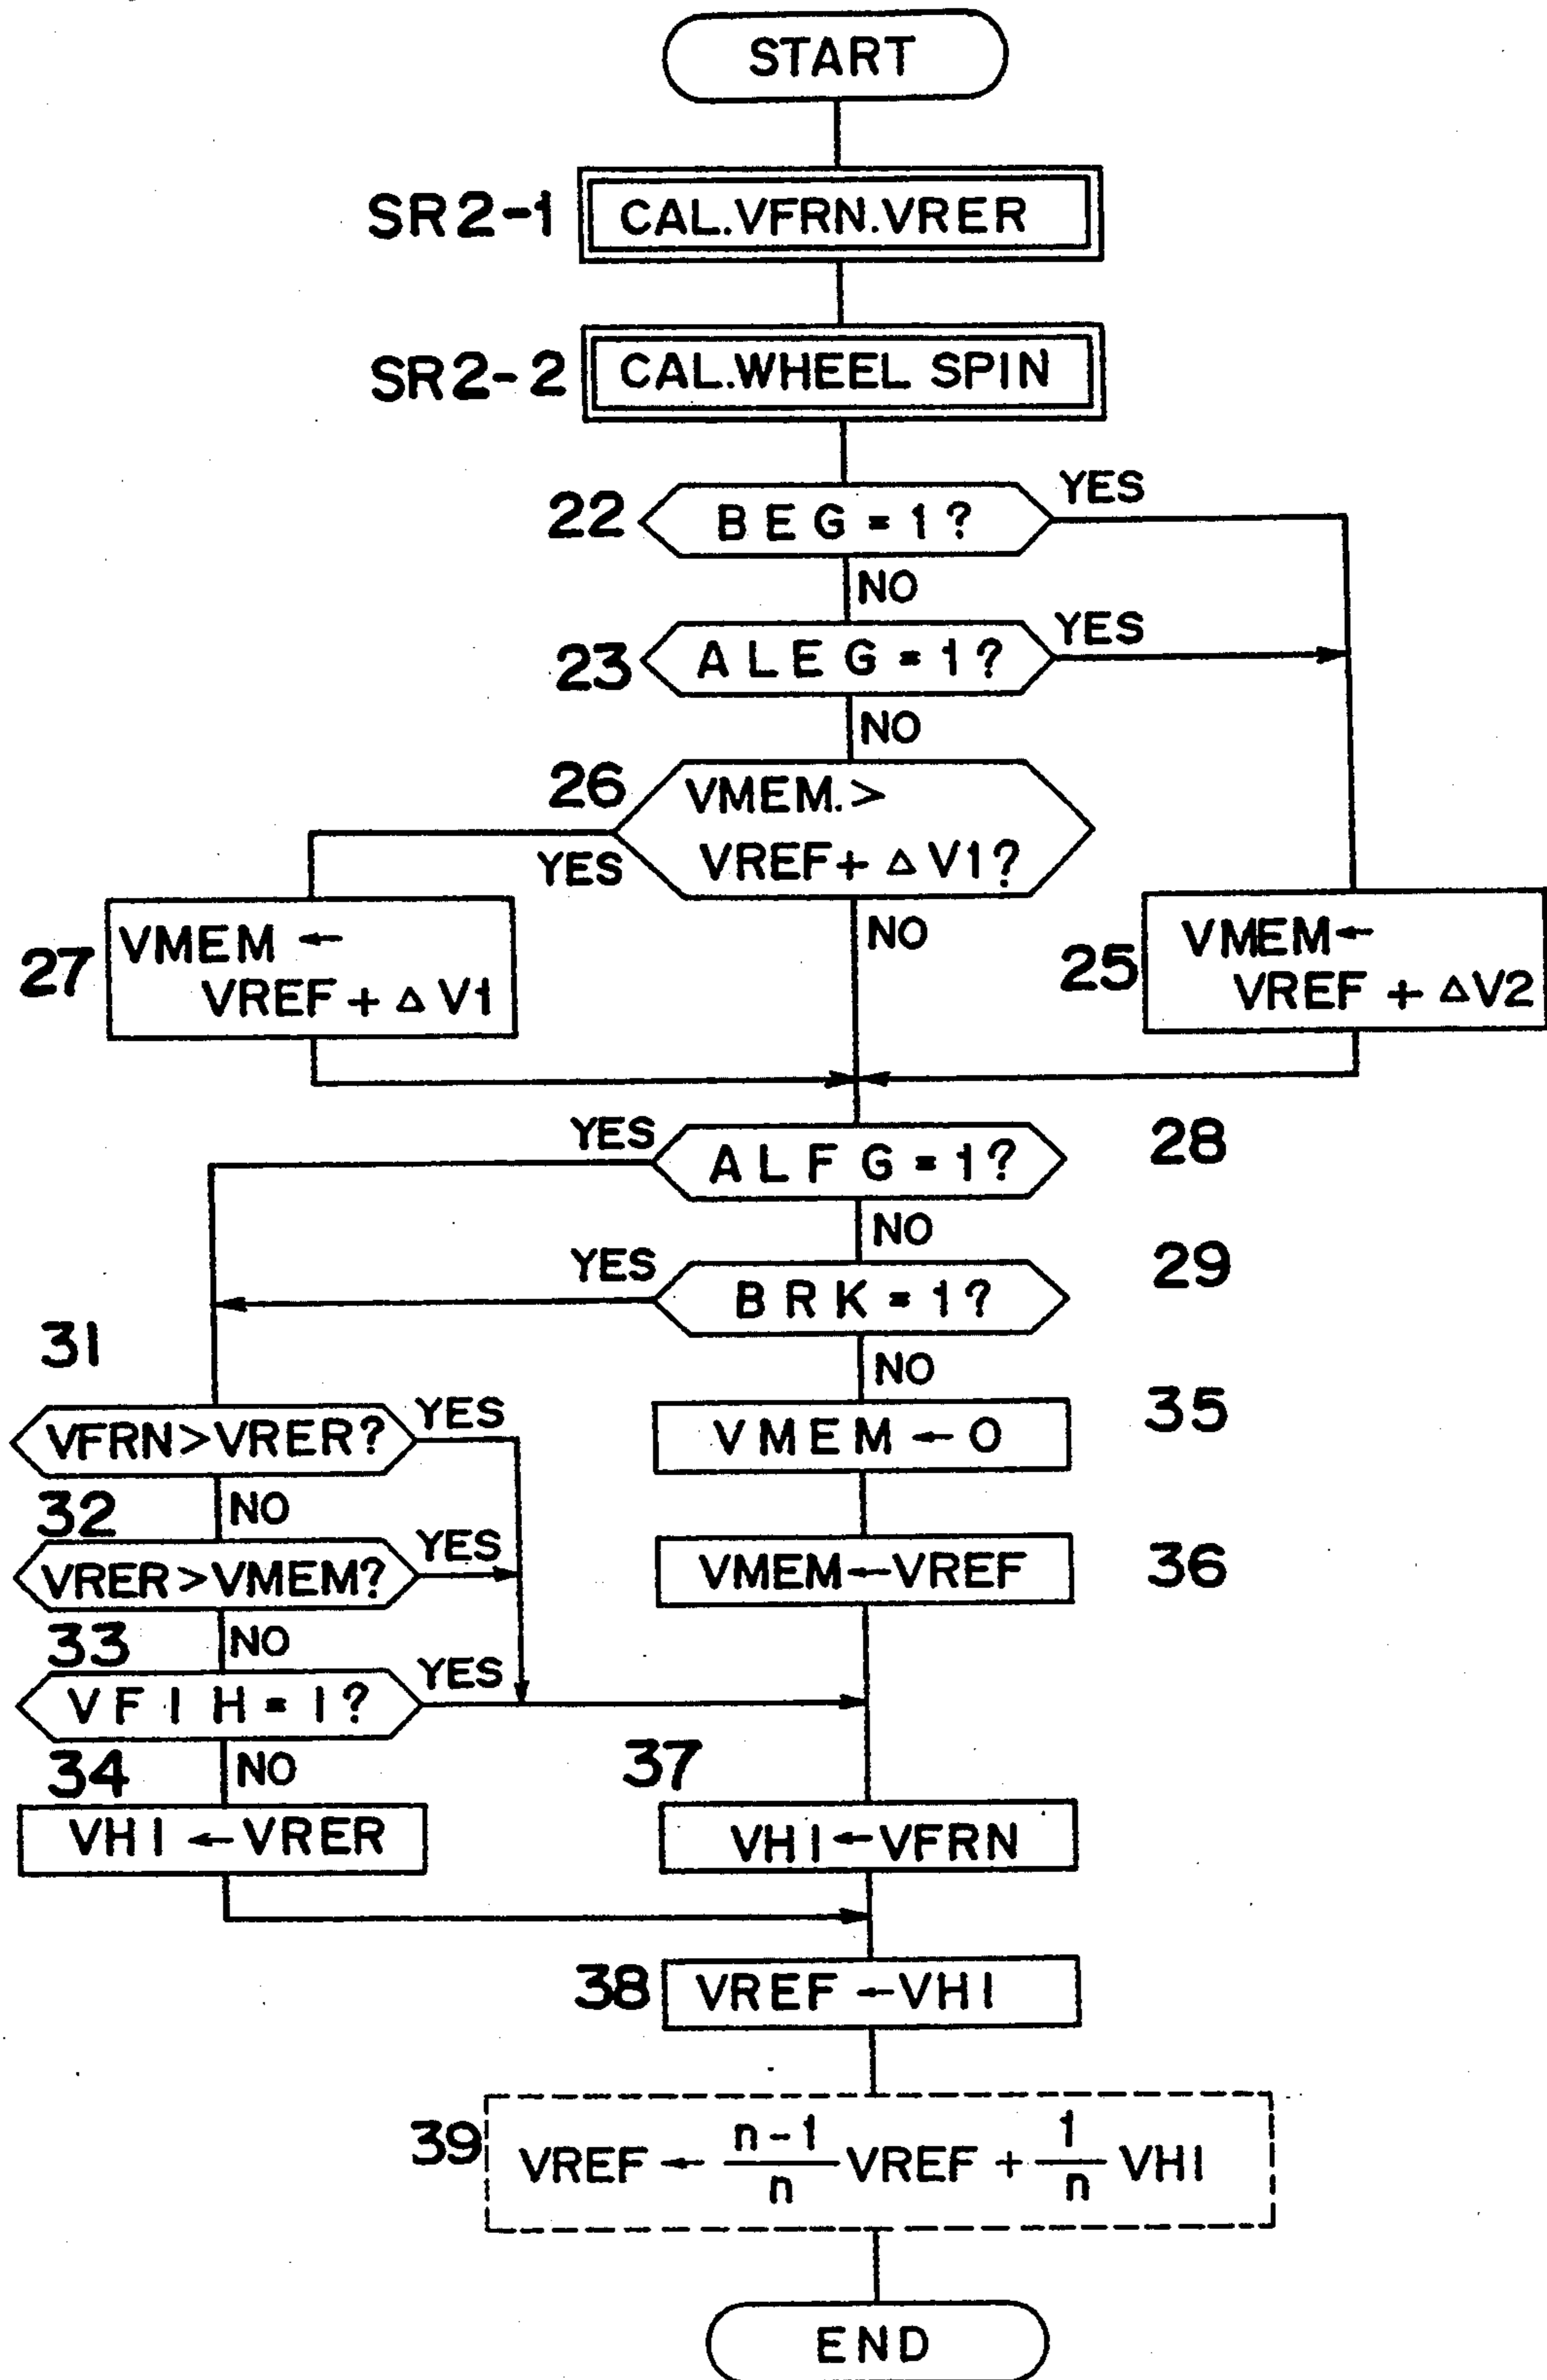 START
SR2-1
CAL.VFRN.VRER
SR2-2
CAL.WHEEL SPIN
22
BEG=1?
YES
NO
23
ALEG=1?
YES
NO
26
VMEM.>
VREF+ΔV1?
YES
NO
27
VMEM ←
VREF+ΔV1
25
VMEM←
VREF + ΔV2
YES
ALFG=1?
28
NO
YES
BRK=1?
29
NO
31
VFRN>VRER?
YES
VMEM←0
35
32
NO
VRER>VMEM?
YES
VMEM←VREF
36
33
NO
VFIH=1?
YES
34
NO
37
VHI←VRER
VHI←VFRN
38
VREF←VHI
39
VREF ← n-1/n VREF + 1/n VHI
END